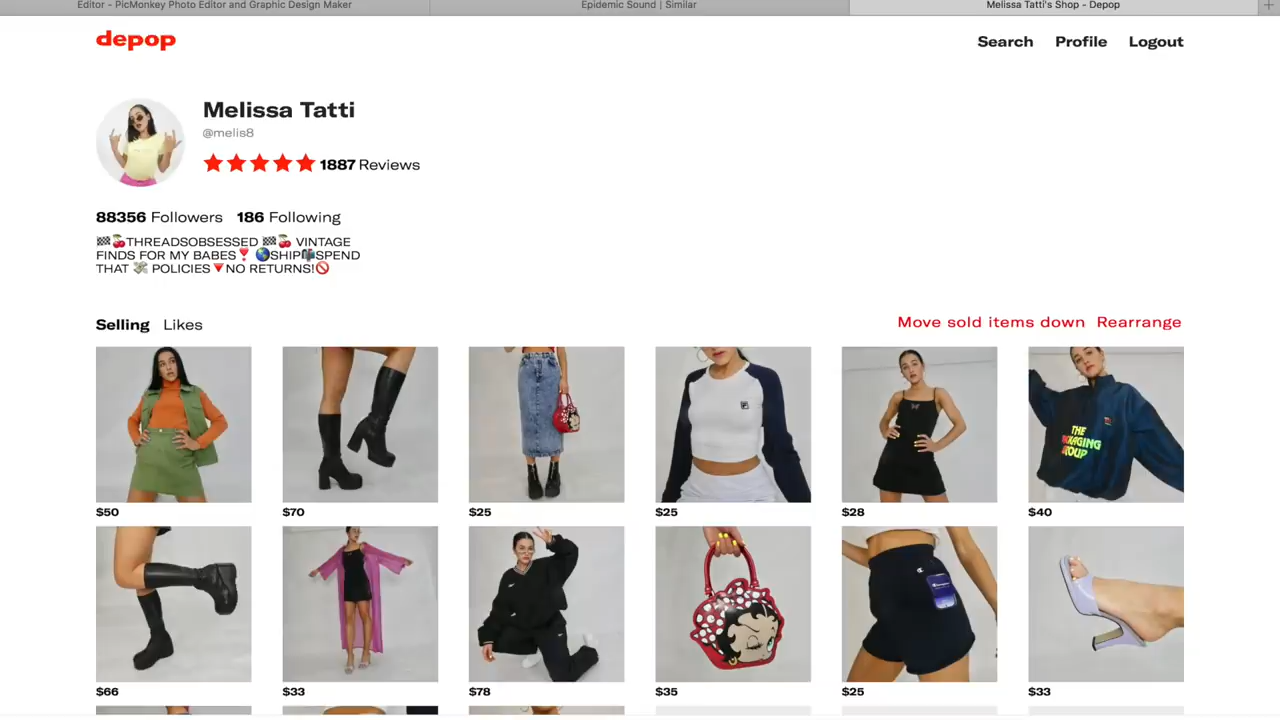 Editor - PicMonkey Photo Editor and Graphic Design Maker
Epidemic Sound | Similar
Melissa Tatti's Shop - Depop
depop
Search Profile Logout
Melissa Tatti
@melis8
1887 Reviews
88356 Followers 186 Following
🏁🍒THREADSOBSESSED 🏁🍒 VINTAGE
FINDS FOR MY BABES❣️ 🌎SHIP📬SPEND
THAT 💸 POLICIES🔻NO RETURNS!🚫
Selling Likes
Move sold items down Rearrange
THE
PACKAGING
GROUP
$50 $70 $25 $25 $28 $40
$66 $33 $78 $35 $25 $33